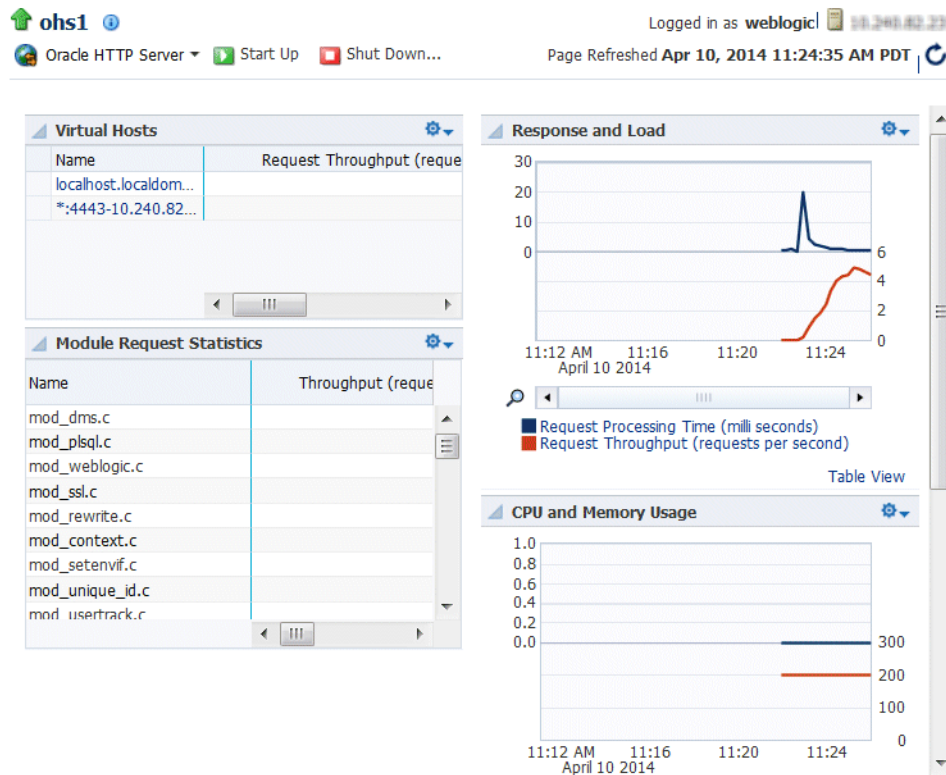 ohs1
Logged in as weblogic
Oracle HTTP Server Start Up Shut Down...
Page Refreshed Apr 10, 2014 11:24:35 AM PDT
Virtual Hosts
Name Request Throughput (reque
localhost.localdom...
*:4443-10.240.82...
Module Request Statistics
Name Throughput (reque
mod_dms.c
mod_plsql.c
mod_weblogic.c
mod_ssl.c
mod_rewrite.c
mod_context.c
mod_setenvif.c
mod_unique_id.c
mod_usertrack.c
Response and Load
30
20
10
0 6
4
2
0
11:12 AM 11:16 11:20 11:24
April 10 2014
Request Processing Time (milli seconds)
Request Throughput (requests per second)
Table View
CPU and Memory Usage
1.0
0.8
0.6
0.4
0.2
0.0 300
200
100
0
11:12 AM 11:16 11:20 11:24
April 10 2014